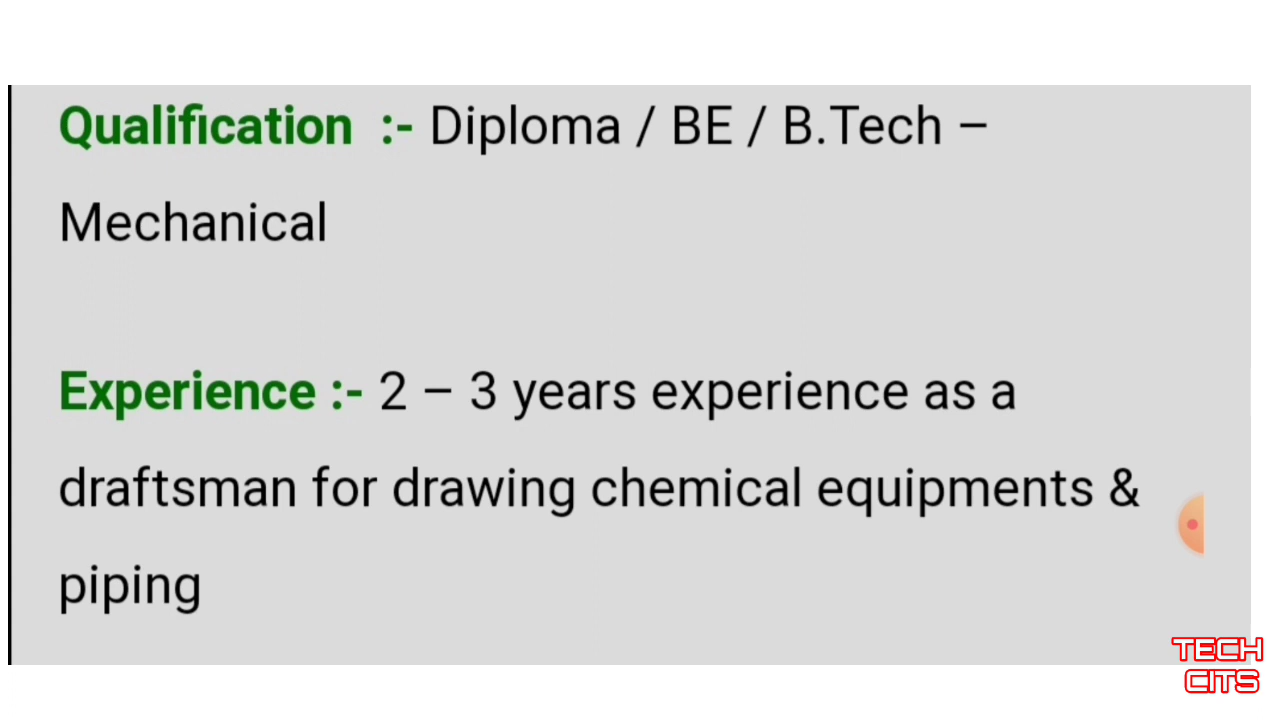 Qualification :- Diploma / BE / B.Tech –
Mechanical
Experience :- 2 – 3 years experience as a
draftsman for drawing chemical equipments &
piping
TECH
CITS